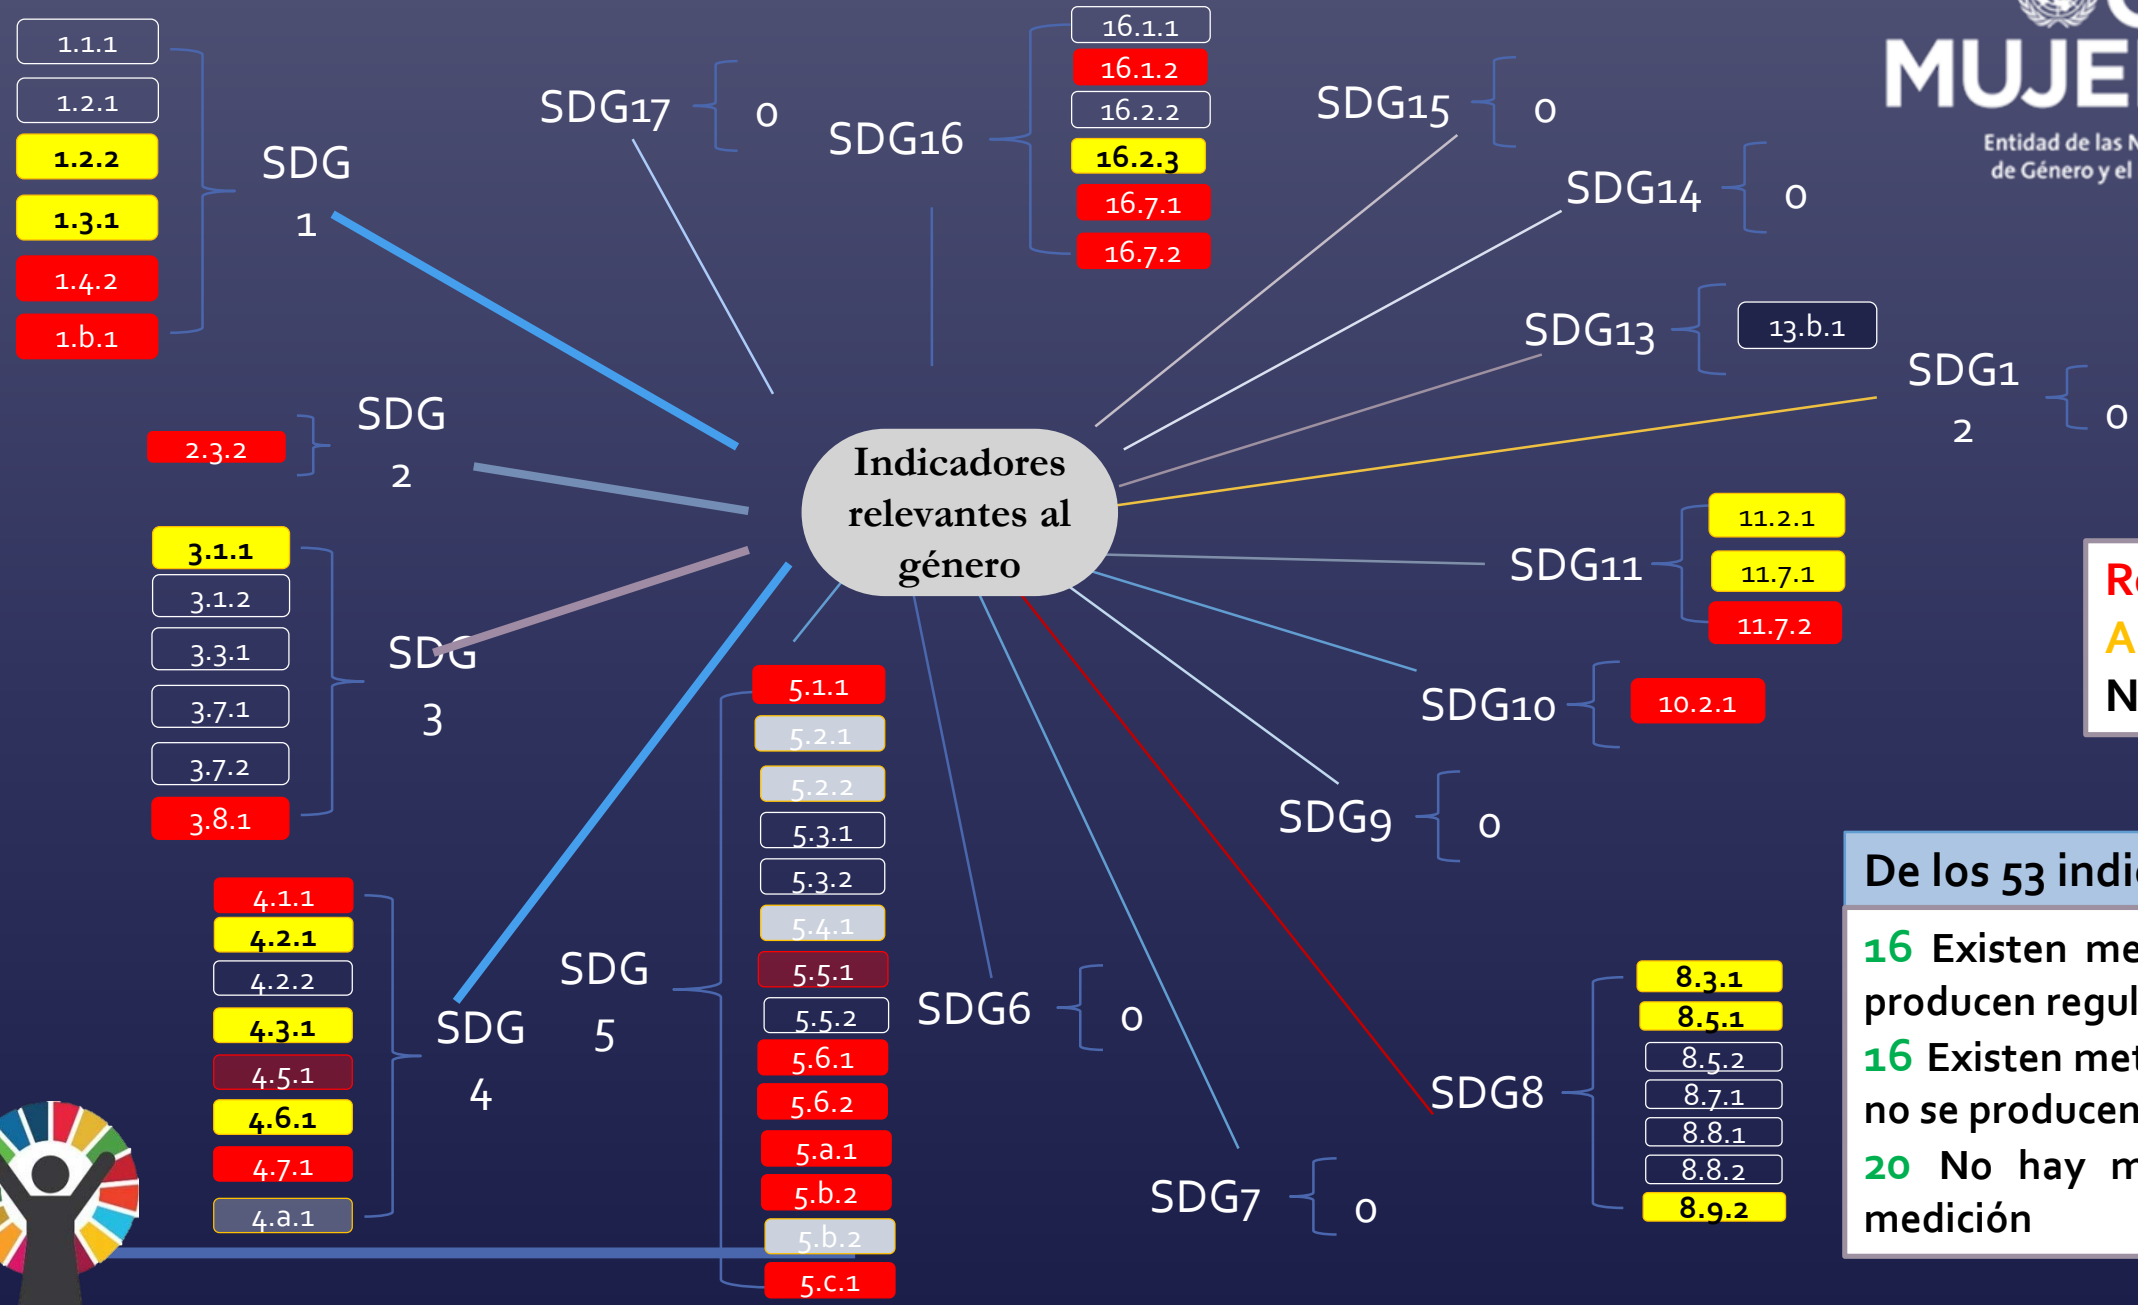 1.1.1
1.2.1
1.2.2
1.3.1
1.4.2
1.b.1
SDG
1
SDG17
0
SDG16
16.1.1
16.1.2
16.2.2
16.2.3
16.7.1
16.7.2
SDG15
0
SDG14
0
SDG13
13.b.1
SDG1
2
0
MUJE
Entidad de las N
de Género y el
2.3.2
SDG
2
Indicadores
relevantes al
género
3.1.1
3.1.2
3.3.1
3.7.1
3.7.2
3.8.1
SDG
3
SDG11
11.2.1
11.7.1
11.7.2
SDG10
10.2.1
SDG9
0
4.1.1
4.2.1
4.2.2
4.3.1
4.5.1
4.6.1
4.7.1
4.a.1
SDG
4
SDG
5
5.1.1
5.2.1
5.2.2
5.3.1
5.3.2
5.4.1
5.5.1
5.5.2
5.6.1
5.6.2
5.a.1
5.b.2
5.b.2
5.c.1
SDG6
0
SDG7
0
SDG8
8.3.1
8.5.1
8.5.2
8.7.1
8.8.1
8.8.2
8.9.2
R
A
N
De los 53 indi
16 Existen me
producen regul
16 Existen met
no se producen
20 No hay m
medición